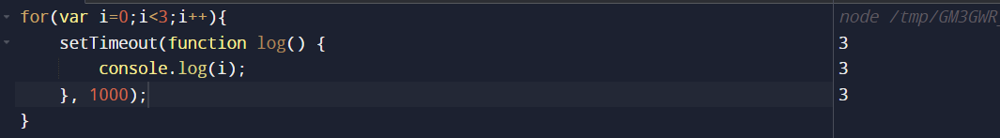 for(var i=0;i<3;i++){
    setTimeout(function log() {
        console.log(i);
    }, 1000);
}
node /tmp/GM3GWR
3
3
3